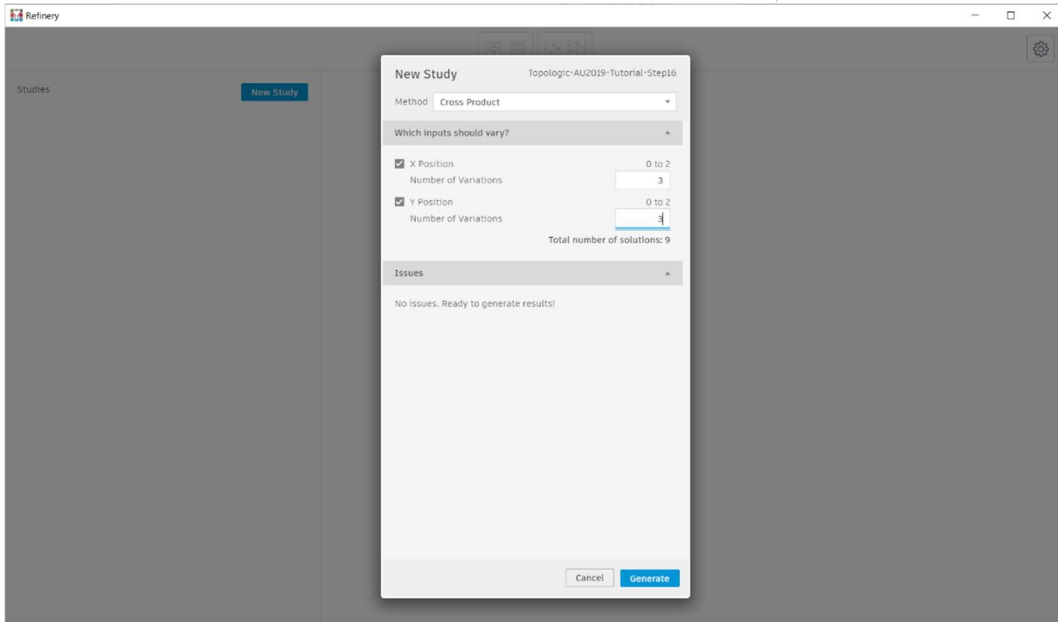 Refinery
Studies
New Study
New Study Topologic-AU2019-Tutorial-Step16
Method Cross Product
Which inputs should vary?
X Position 0 to 2
Number of Variations 3
Y Position 0 to 2
Number of Variations 3
Total number of solutions: 9
Issues
No issues. Ready to generate results!
Cancel Generate